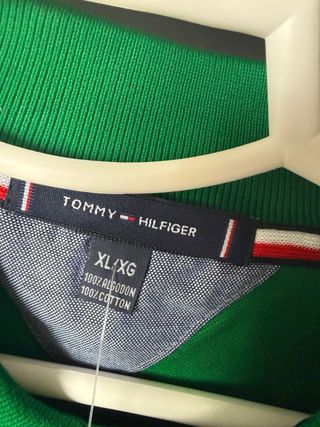 TOMMY HILFIGER
XL/XG
100% ALGODON
100% COTTON